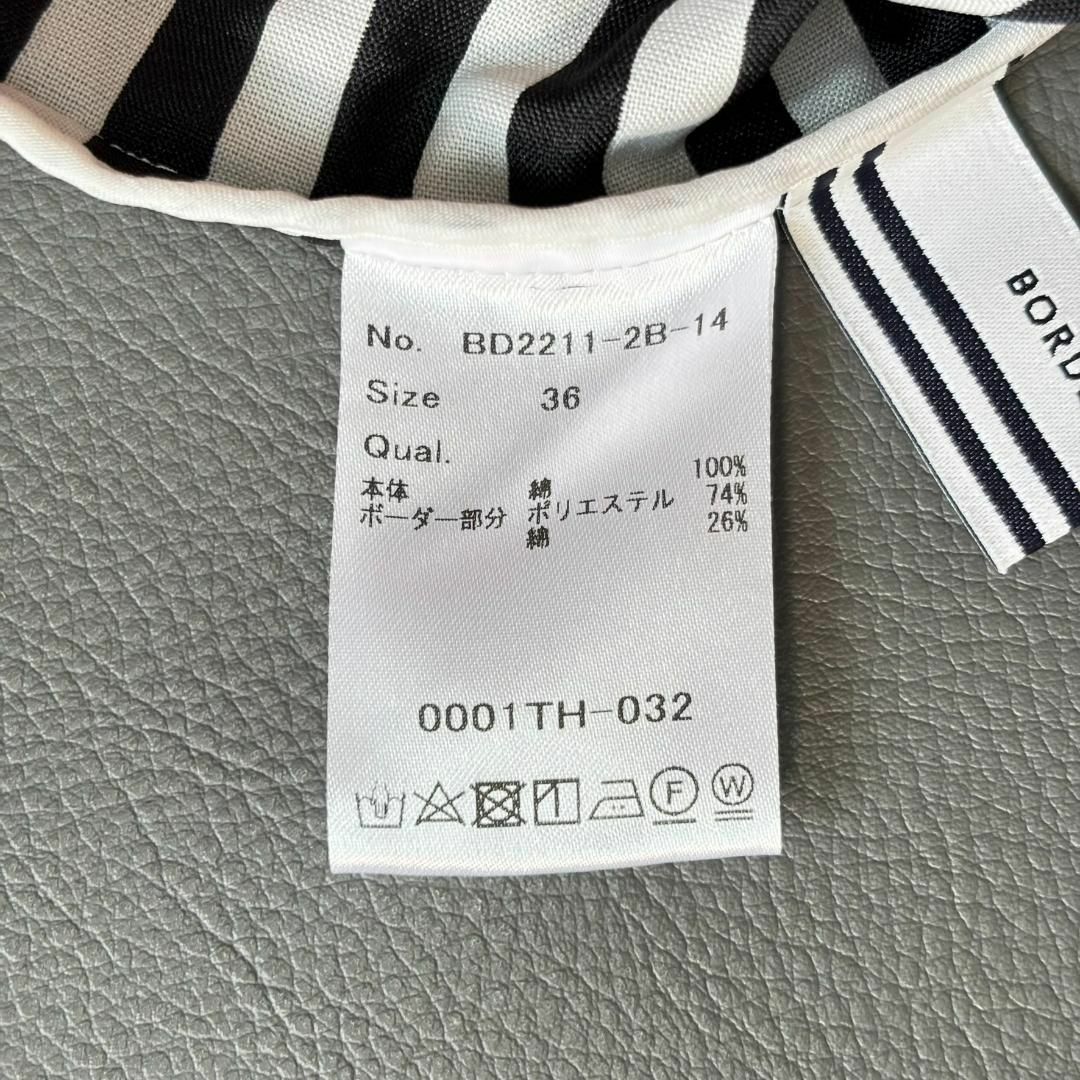 No. BD2211-2B-14
Size 36
Qual.
本体 綿 100%
ボーダー部分 ポリエステル 74%
綿 26%
0001TH-032
F W
BORD